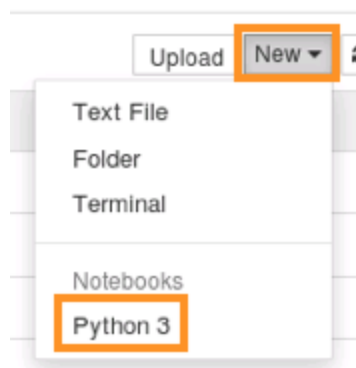 Upload New
Text File
Folder
Terminal
Notebooks
Python 3